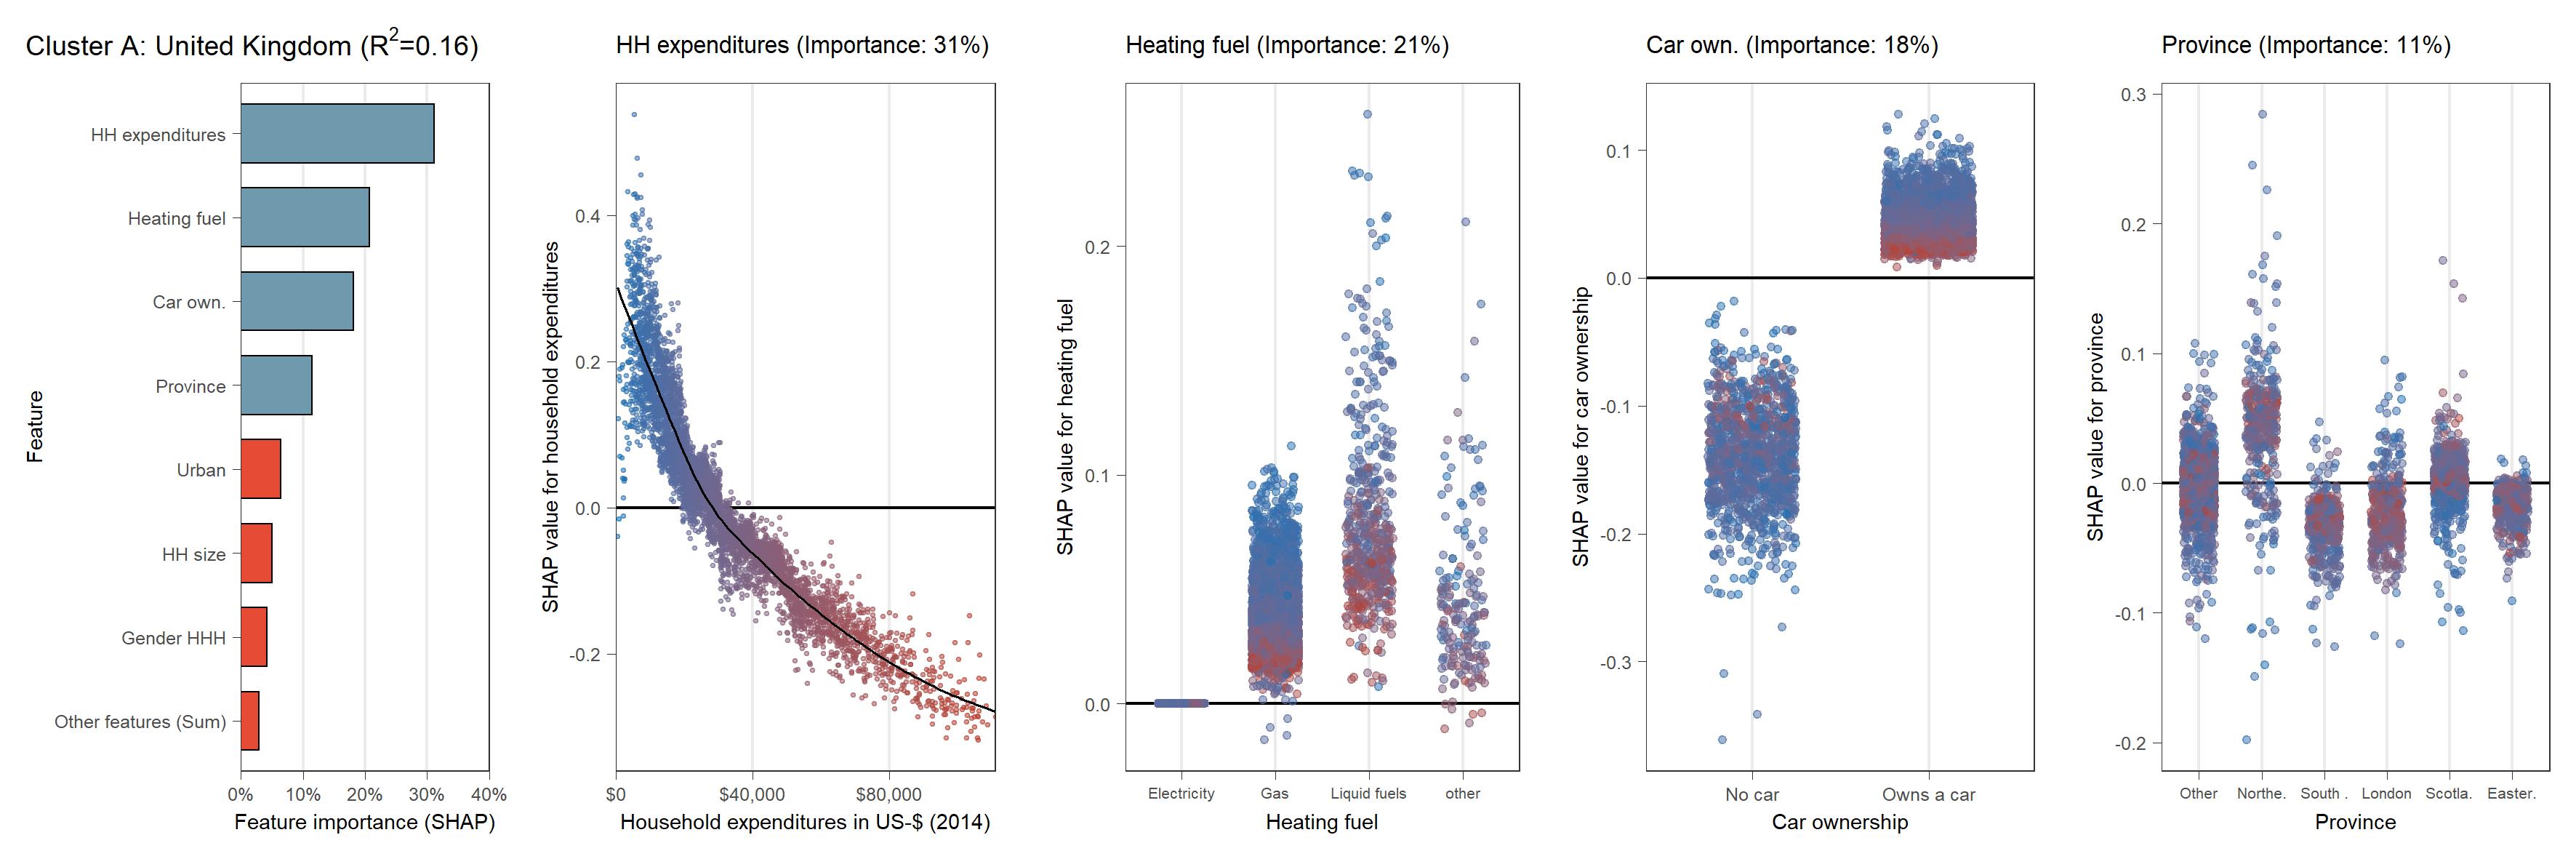 Cluster A: United Kingdom (R²=0.16)
Feature
HH expenditures
Heating fuel
Car own.
Province
Urban
HH size
Gender HHH
Other features (Sum)
0% 10% 20% 30% 40%
Feature importance (SHAP)
HH expenditures (Importance: 31%)
SHAP value for household expenditures
0.4
0.2
0.0
-0.2
$0 $40,000 $80,000
Household expenditures in US-$ (2014)
Heating fuel (Importance: 21%)
SHAP value for heating fuel
0.2
0.1
0.0
Electricity Gas Liquid fuels other
Heating fuel
Car own. (Importance: 18%)
SHAP value for car ownership
0.1
0.0
-0.1
-0.2
-0.3
No car Owns a car
Car ownership
Province (Importance: 11%)
SHAP value for province
0.3
0.2
0.1
0.0
-0.1
-0.2
Other Northe. South . London Scotla. Easter.
Province